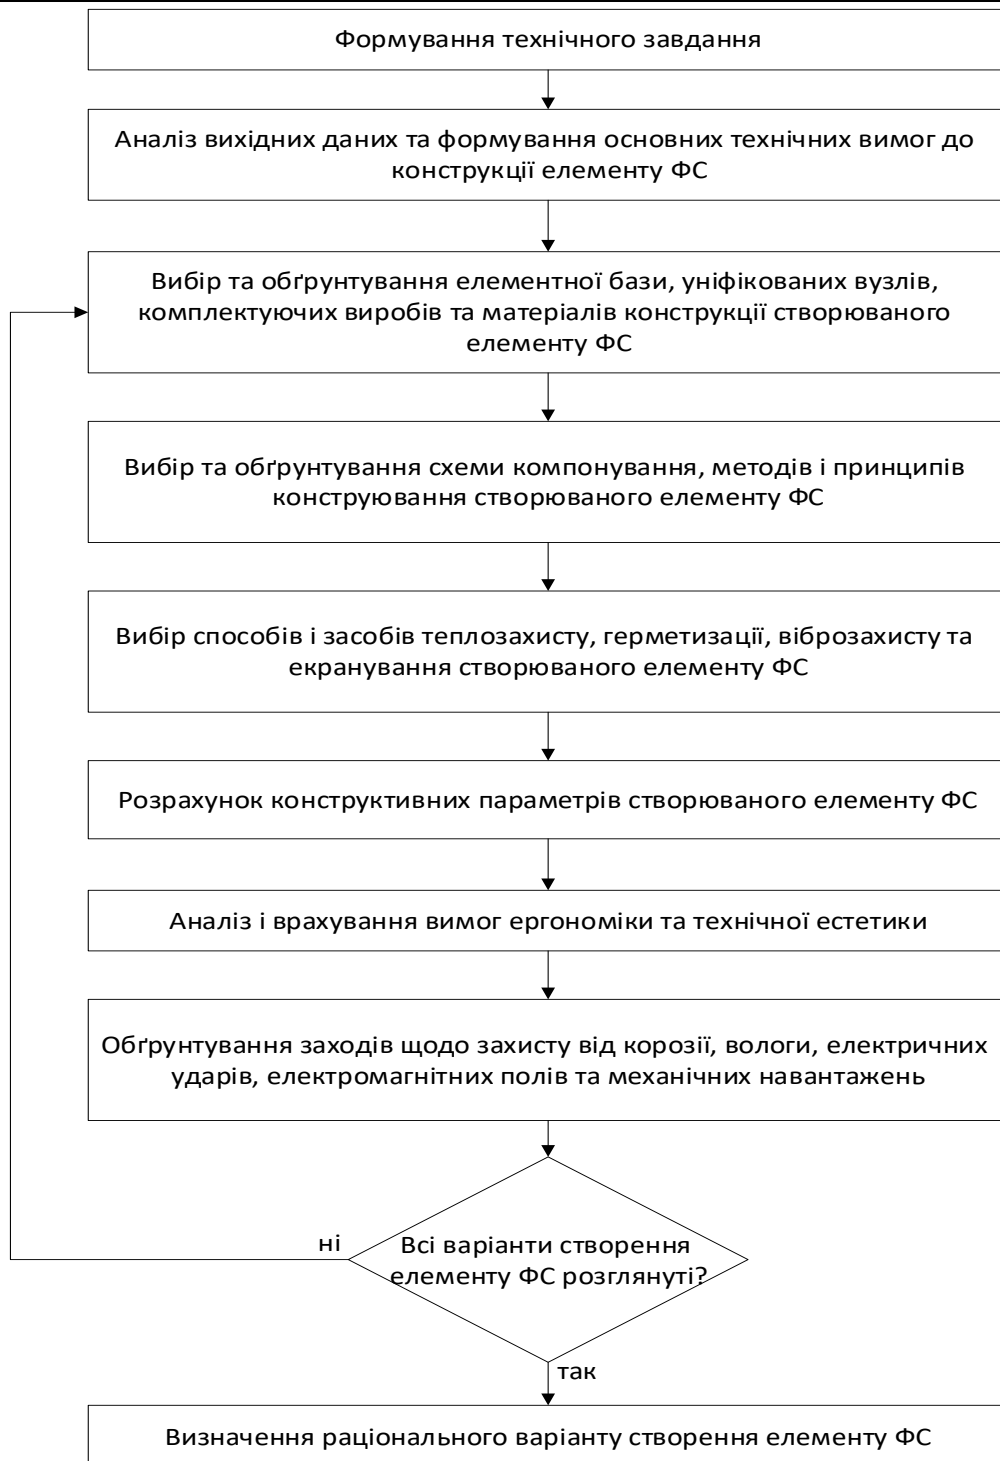 Формування технічного завдання
Аналіз вихідних даних та формування основних технічних вимог до
конструкції елементу ФС
Вибір та обґрунтування елементної бази, уніфікованих вузлів,
комплектуючих виробів та матеріалів конструкції створюваного
елементу ФС
Вибір та обґрунтування схеми компонування, методів і принципів
конструювання створюваного елементу ФС
Вибір способів і засобів теплозахисту, герметизації, віброзахисту та
екранування створюваного елементу ФС
Розрахунок конструктивних параметрів створюваного елементу ФС
Аналіз і врахування вимог ергономіки та технічної естетики
Обґрунтування заходів щодо захисту від корозії, вологи, електричних
ударів, електромагнітних полів та механічних навантажень
ні
Всі варіанти створення
елементу ФС розглянуті?
так
Визначення раціонального варіанту створення елементу ФС